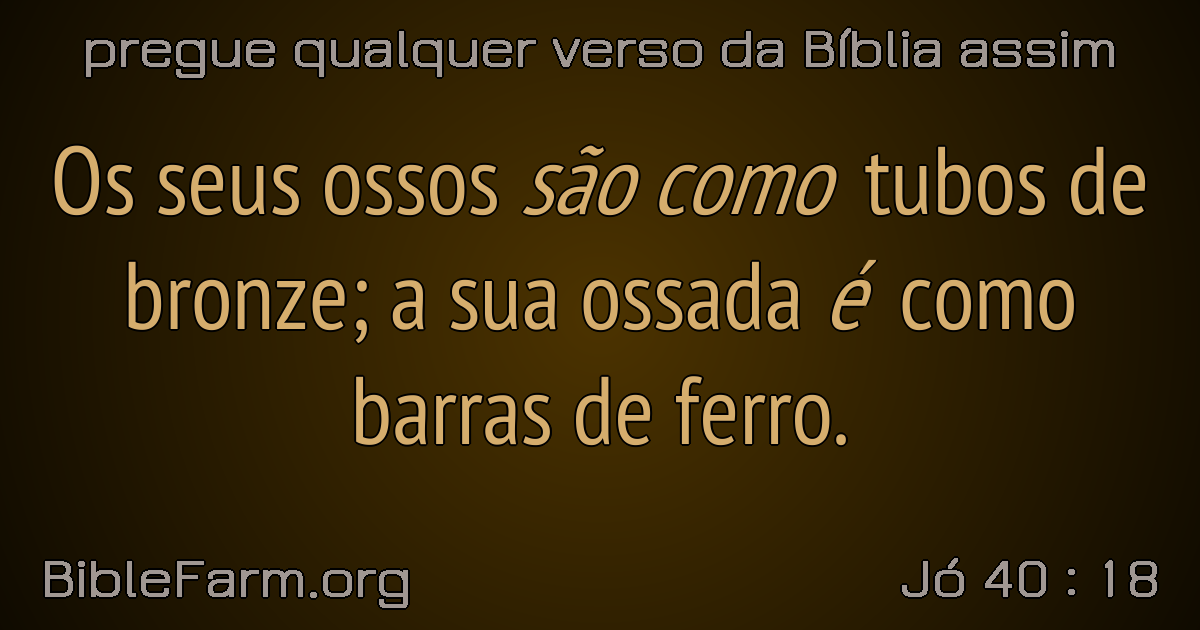 pregue qualquer verso da Bíblia assim
Os seus ossos são como tubos de
bronze; a sua ossada é como
barras de ferro.
BibleFarm.org
Jó 40 : 18